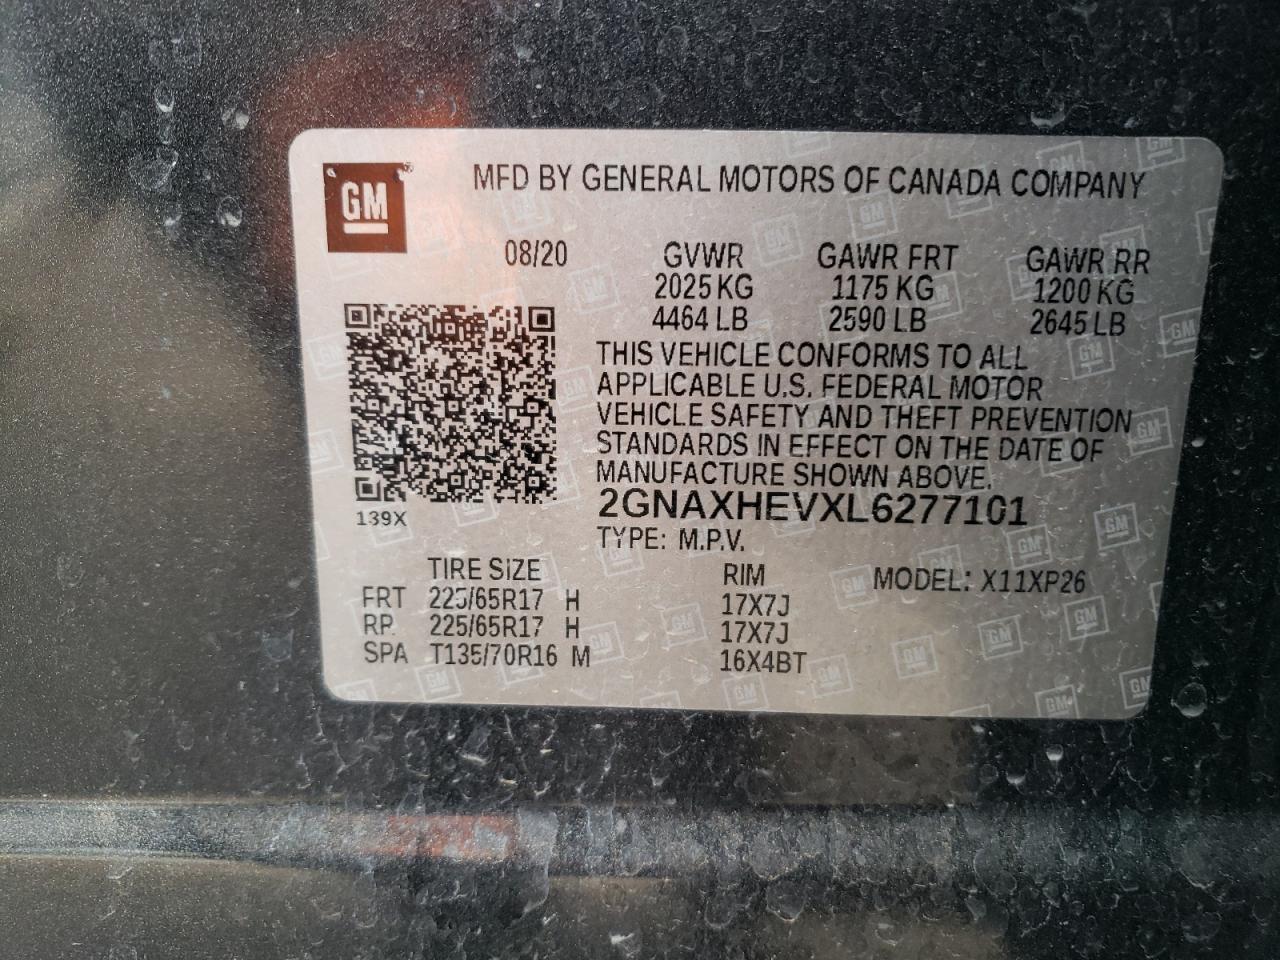 GM
MFD BY GENERAL MOTORS OF CANADA COMPANY
08/20 GVWR GAWR FRT GAWR RR
2025 KG 1175 KG 1200 KG
4464 LB 2590 LB 2645 LB
THIS VEHICLE CONFORMS TO ALL
APPLICABLE U.S. FEDERAL MOTOR
VEHICLE SAFETY AND THEFT PREVENTION
STANDARDS IN EFFECT ON THE DATE OF
MANUFACTURE SHOWN ABOVE.
2GNAXHEVXL6277101
139X
TYPE: M.P.V.
TIRE SIZE RIM MODEL: X11XP26
FRT 225/65R17 H 17X7J
RR 225/65R17 H 17X7J
SPA T135/70R16 M 16X4BT